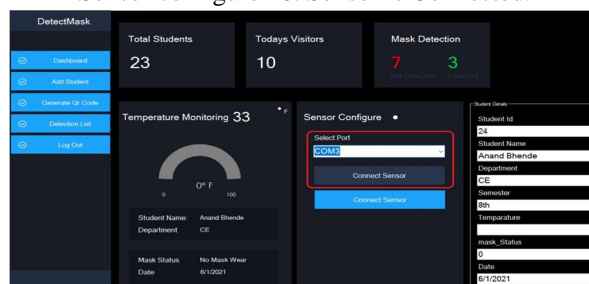 DetectMask
Dashboard
Add Student
Generate Qr Code
Detection List
Log Out
Total Students
23
Todays Visitors
10
Mask Detection
7 3
Not Detected Detected
Temperature Monitoring 33 ° F
0° F
0 100
Student Name: Anand Bhende
Department CE
Mask Status No Mask Wear
Date 6/1/2021
Sensor Configure
Select Port
COM3
Connect Sensor
Connect Sensor
Student Details
Student Id
24
Student Name
Anand Bhende
Department
CE
Semester
8th
Temparature
mask_Status
0
Date
6/1/2021